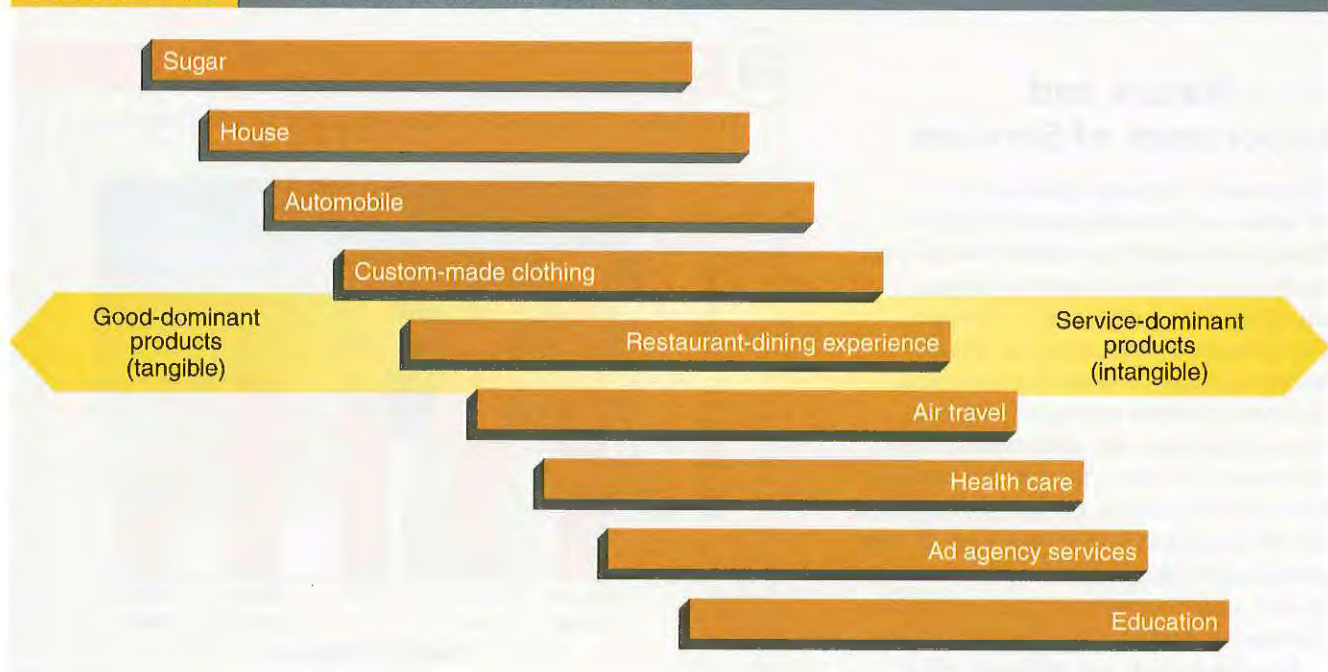 Sugar
House
Automobile
Custom-made clothing
Good-dominant
products
(tangible)
Restaurant-dining experience
Service-dominant
products
(intangible)
Air travel
Health care
Ad agency services
Education